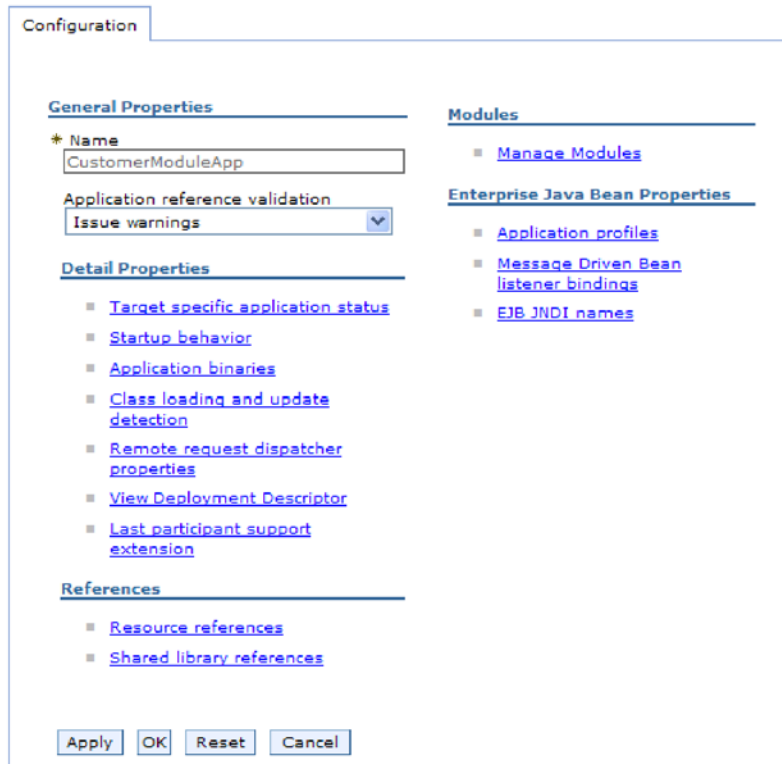 Configuration
General Properties
* Name
CustomerModuleApp
Application reference validation
Issue warnings
Detail Properties
Target specific application status
Startup behavior
Application binaries
Class loading and update
detection
Remote request dispatcher
properties
View Deployment Descriptor
Last participant support
extension
References
Resource references
Shared library references
Modules
Manage Modules
Enterprise Java Bean Properties
Application profiles
Message Driven Bean
listener bindings
EJB JNDI names
Apply OK Reset Cancel